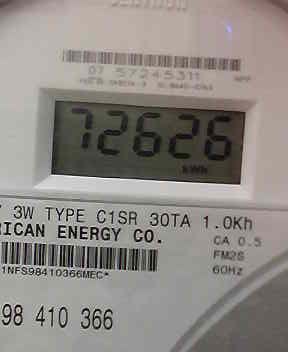 07 57245311
72626
kWh
3W TYPE C1SR 30TA 1.0Kh
RICAN ENERGY CO.
CA 0.5
FM2S
60Hz
1NFS98410366MEC*
98 410 366